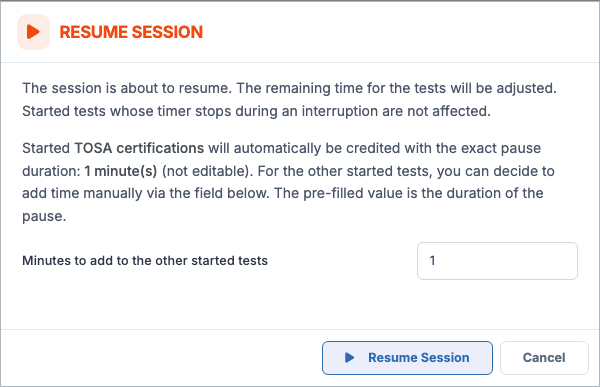 RESUME SESSION
The session is about to resume. The remaining time for the tests will be adjusted.
Started tests whose timer stops during an interruption are not affected.
Started TOSA certifications will automatically be credited with the exact pause
duration: 1 minute(s) (not editable). For the other started tests, you can decide to
add time manually via the field below. The pre-filled value is the duration of the
pause.
Minutes to add to the other started tests
1
Resume Session
Cancel